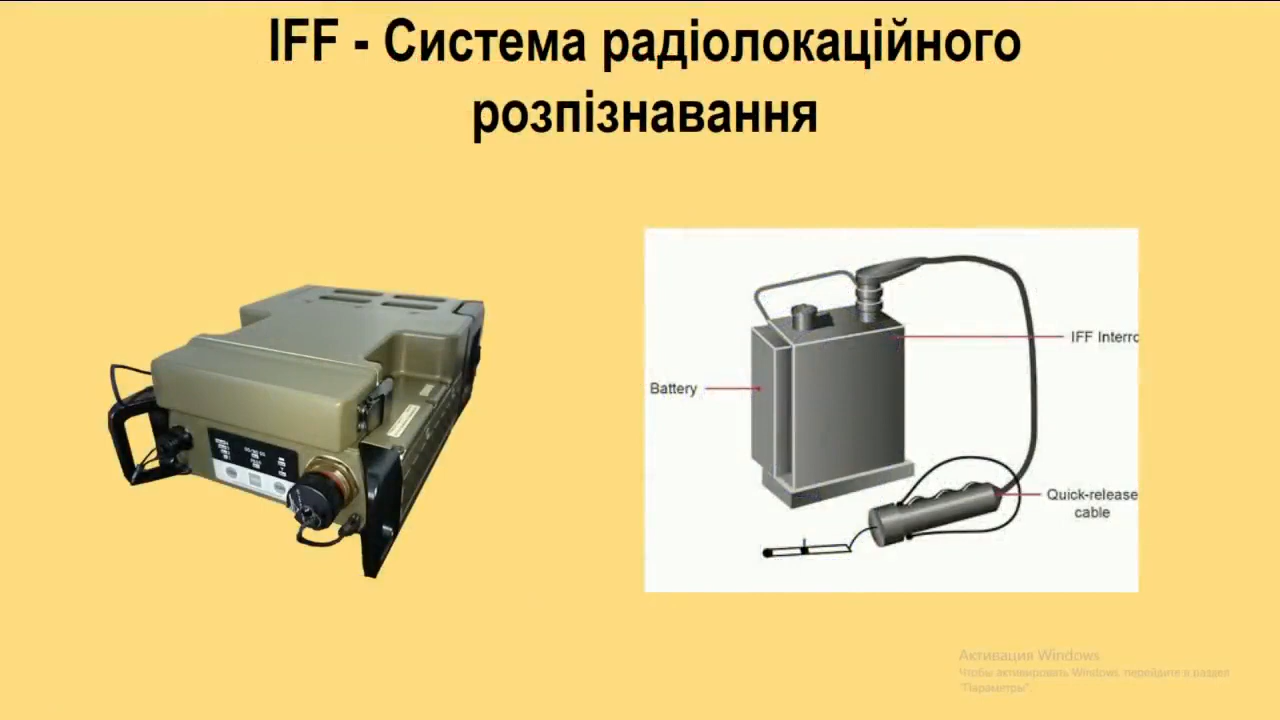 IFF - Система радіолокаційного
розпізнавання
IFF Interro
Battery
Quick-release
cable
Активация Windows
Чтобы активировать Windows, перейдите в раздел
"Параметры".